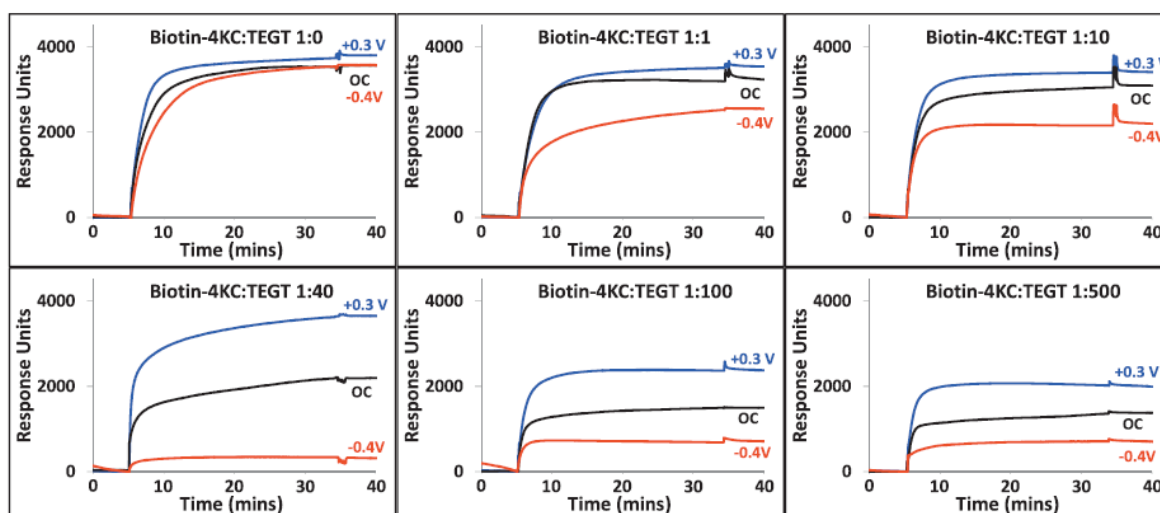 Biotin-4KC:TEGT 1:0
Response Units
4000
2000
0
+0.3 V
OC
-0.4V
0 10 20 30 40
Time (mins)
Biotin-4KC:TEGT 1:1
Response Units
4000
2000
0
+0.3 V
OC
-0.4V
0 10 20 30 40
Time (mins)
Biotin-4KC:TEGT 1:10
Response Units
4000
2000
0
+0.3 V
OC
-0.4V
0 10 20 30 40
Time (mins)
Biotin-4KC:TEGT 1:40
Response Units
4000
2000
0
+0.3 V
OC
-0.4V
0 10 20 30 40
Time (mins)
Biotin-4KC:TEGT 1:100
Response Units
4000
2000
0
+0.3 V
OC
-0.4V
0 10 20 30 40
Time (mins)
Biotin-4KC:TEGT 1:500
Response Units
4000
2000
0
+0.3 V
OC
-0.4V
0 10 20 30 40
Time (mins)